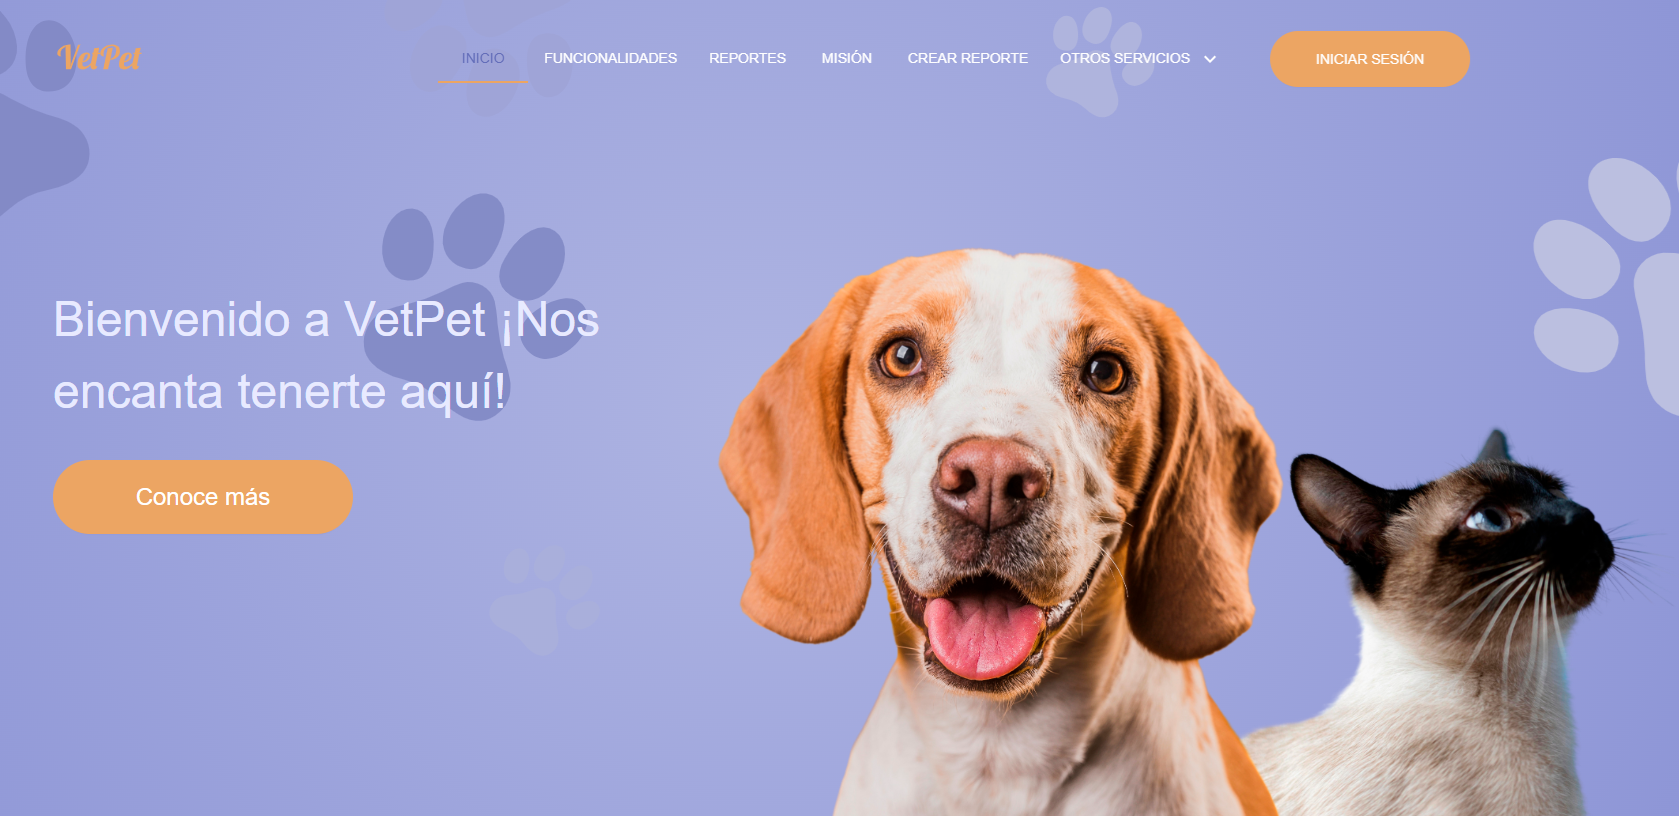 VetPet
INICIO
FUNCIONALIDADES
REPORTES
MISIÓN
CREAR REPORTE
OTROS SERVICIOS
INICIAR SESIÓN
Bienvenido a VetPet ¡Nos
encanta tenerte aquí!
Conoce más